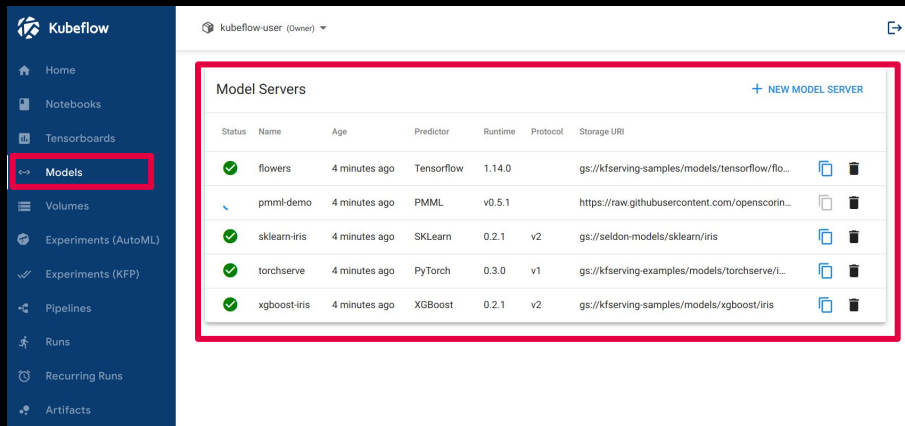 Kubeflow
kubeflow-user (Owner)
Home
Notebooks
Tensorboards
Models
Volumes
Experiments (AutoML)
Experiments (KFP)
Pipelines
Runs
Recurring Runs
Artifacts
Model Servers
+ NEW MODEL SERVER
Status Name Age Predictor Runtime Protocol Storage URI
flowers 4 minutes ago Tensorflow 1.14.0 gs://kfserving-samples/models/tensorflow/flo...
pmml-demo 4 minutes ago PMML v0.5.1 https://raw.githubusercontent.com/openscorin...
sklearn-iris 4 minutes ago SKLearn 0.2.1 v2 gs://seldon-models/sklearn/iris
torchserve 4 minutes ago PyTorch 0.3.0 v1 gs://kfserving-examples/models/torchserve/i...
xgboost-iris 4 minutes ago XGBoost 0.2.1 v2 gs://kfserving-samples/models/xgboost/iris